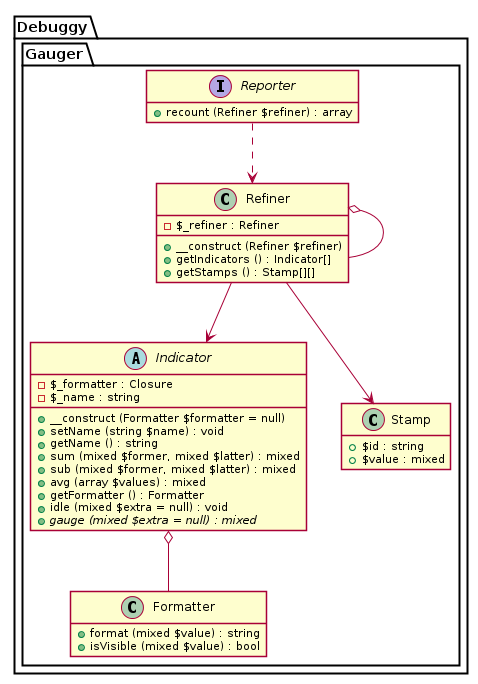 Debuggy
Gauger
I Reporter
recount (Refiner $refiner) : array
C Refiner
$_refiner : Refiner
__construct (Refiner $refiner)
getIndicators () : Indicator[]
getStamps () : Stamp[][]
A Indicator
$_formatter : Closure
$_name : string
__construct (Formatter $formatter = null)
setName (string $name) : void
getName () : string
sum (mixed $former, mixed $latter) : mixed
sub (mixed $former, mixed $latter) : mixed
avg (array $values) : mixed
getFormatter () : Formatter
idle (mixed $extra = null) : void
gauge (mixed $extra = null) : mixed
C Stamp
$id : string
$value : mixed
C Formatter
format (mixed $value) : string
isVisible (mixed $value) : bool